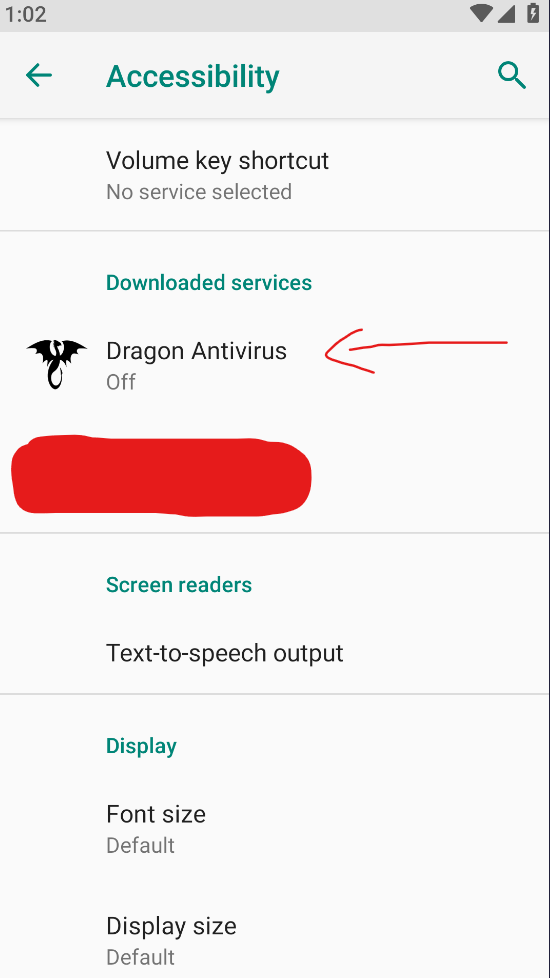 1:02
Accessibility
Volume key shortcut
No service selected
Downloaded services
Dragon Antivirus
Off
Screen readers
Text-to-speech output
Display
Font size
Default
Display size
Default